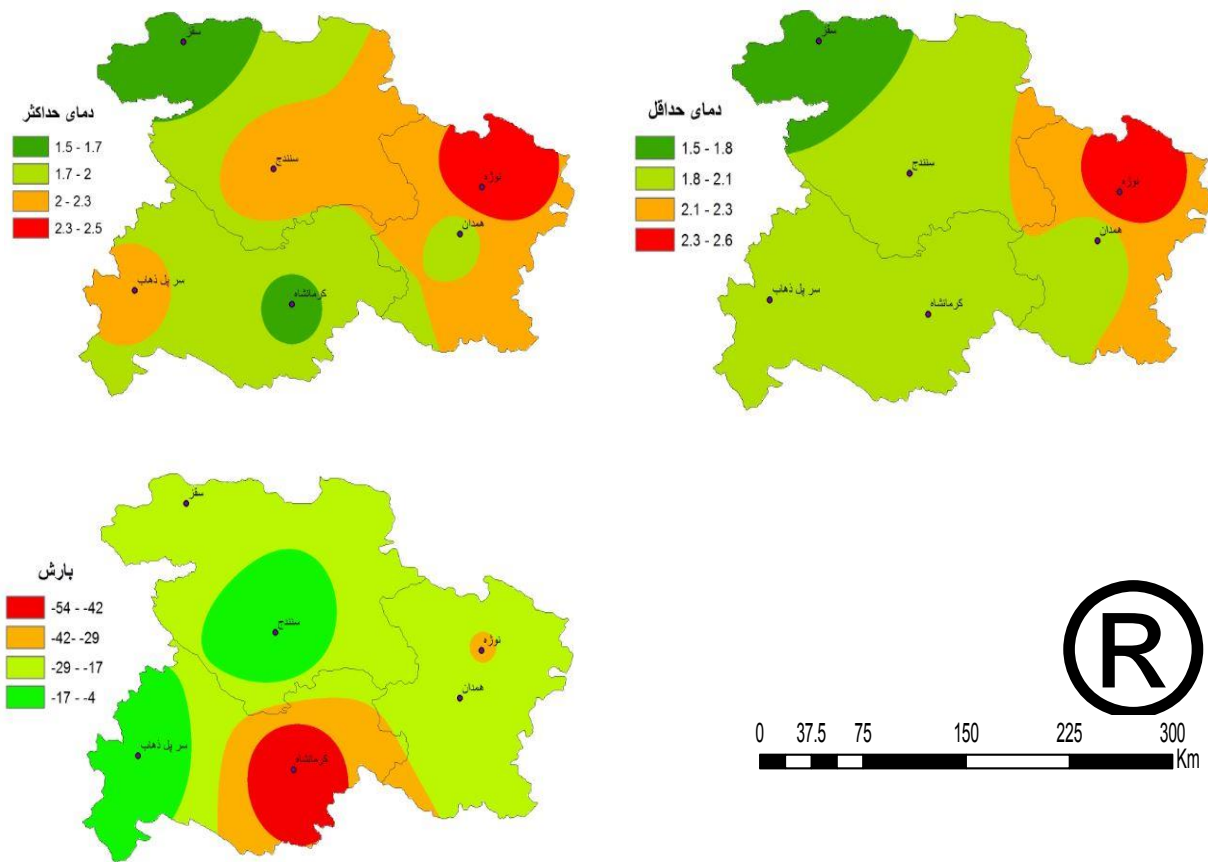 سقز
دمای حداکثر
1.5 - 1.7
1.7 - 2
2 - 2.3
2.3 - 2.5
سنندج
نوژه
همدان
سر پل ذهاب
کرمانشاه
سقز
دمای حداقل
1.5 - 1.8
1.8 - 2.1
2.1 - 2.3
2.3 - 2.6
سنندج
نوژه
همدان
سر پل ذهاب
کرمانشاه
سقز
بارش
-54 - -42
-42 - -29
-29 - -17
-17 - -4
سنندج
نوژه
همدان
سر پل ذهاب
کرمانشاه
R
0 37.5 75 150 225 300
Km